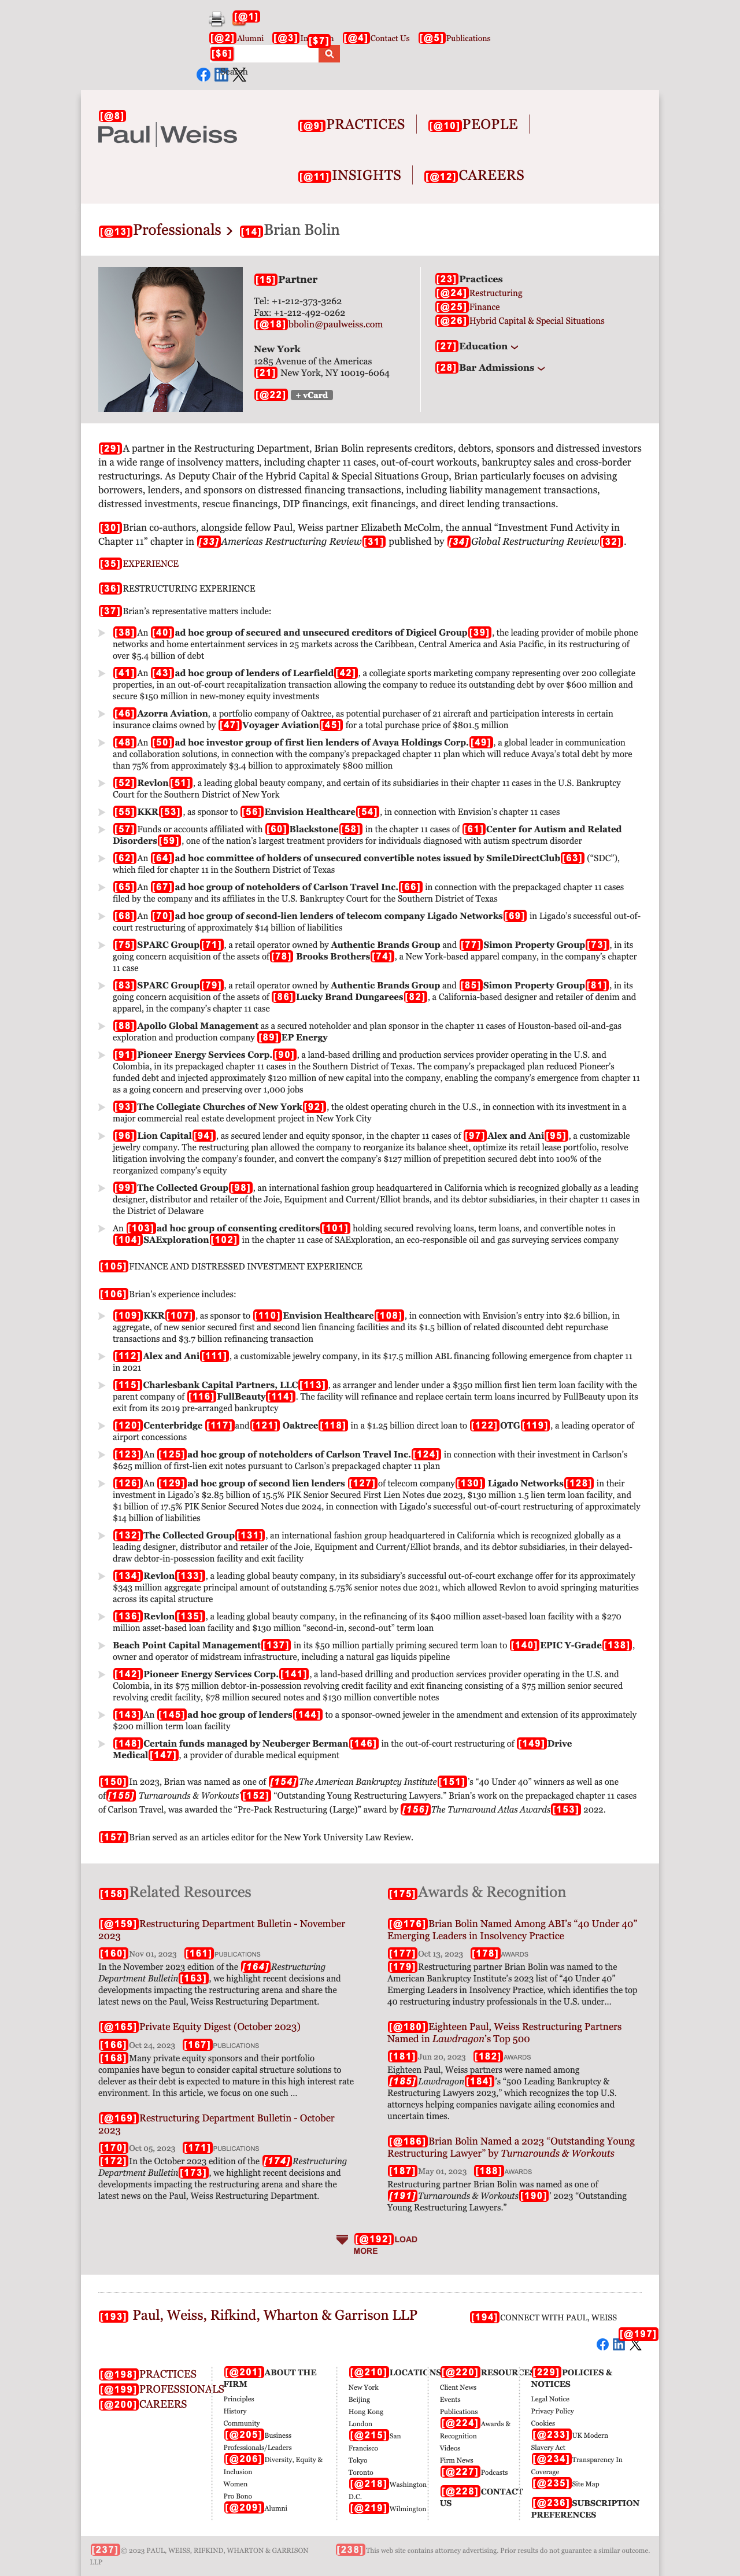 [@1]
[@2]Alumni [@3]In [@4]Contact Us [@5]Publications
[$7]
[$6]
[@8]
Paul|Weiss
[@9]PRACTICES [@10]PEOPLE
[@11]INSIGHTS [@12]CAREERS
[@13]Professionals > [14]Brian Bolin
[15]Partner
Tel: +1-212-373-3262
Fax: +1-212-492-0262
[@18]bbolin@paulweiss.com
New York
1285 Avenue of the Americas
[21] New York, NY 10019-6064
[@22] + vCard
[23]Practices
[@24]Restructuring
[@25]Finance
[@26]Hybrid Capital & Special Situations
[27]Education
[28]Bar Admissions
[29]A partner in the Restructuring Department, Brian Bolin represents creditors, debtors, sponsors and distressed investors
in a wide range of insolvency matters, including chapter 11 cases, out-of-court workouts, bankruptcy sales and cross-border
restructurings. As Deputy Chair of the Hybrid Capital & Special Situations Group, Brian particularly focuses on advising
borrowers, lenders, and sponsors on distressed financing transactions, including liability management transactions,
distressed investments, rescue financings, DIP financings, exit financings, and direct lending transactions.
[30]Brian co-authors, alongside fellow Paul, Weiss partner Elizabeth McColm, the annual “Investment Fund Activity in
Chapter 11” chapter in [33]Americas Restructuring Review[31] published by [34]Global Restructuring Review[32].
[35]EXPERIENCE
[36]RESTRUCTURING EXPERIENCE
[37]Brian’s representative matters include:
[38]An [40]ad hoc group of secured and unsecured creditors of Digicel Group[39], the leading provider of mobile phone
networks and home entertainment services in 25 markets across the Caribbean, Central America and Asia Pacific, in its restructuring of
over $5.4 billion of debt
[41]An [43]ad hoc group of lenders of Learfield[42], a collegiate sports marketing company representing over 200 collegiate
properties, in an out-of-court recapitalization transaction allowing the company to reduce its outstanding debt by over $600 million and
secure $150 million in new-money equity investments
[46]Azorra Aviation, a portfolio company of Oaktree, as potential purchaser of 21 aircraft and participation interests in certain
insurance claims owned by [47]Voyager Aviation[45] for a total purchase price of $801.5 million
[48]An [50]ad hoc investor group of first lien lenders of Avaya Holdings Corp.[49], a global leader in communication
and collaboration solutions, in connection with the company’s prepackaged chapter 11 plan which will reduce Avaya’s total debt by more
than 75% from approximately $3.4 billion to approximately $800 million
[52]Revlon[51], a leading global beauty company, and certain of its subsidiaries in their chapter 11 cases in the U.S. Bankruptcy
Court for the Southern District of New York
[55]KKR[53], as sponsor to [56]Envision Healthcare[54], in connection with Envision’s chapter 11 cases
[57]Funds or accounts affiliated with [60]Blackstone[58] in the chapter 11 cases of [61]Center for Autism and Related
Disorders[59], one of the nation’s largest treatment providers for individuals diagnosed with autism spectrum disorder
[62]An [64]ad hoc committee of holders of unsecured convertible notes issued by SmileDirectClub[63] (“SDC”),
which filed for chapter 11 in the Southern District of Texas
[65]An [67]ad hoc group of noteholders of Carlson Travel Inc.[66] in connection with the prepackaged chapter 11 cases
filed by the company and its affiliates in the U.S. Bankruptcy Court for the Southern District of Texas
[68]An [70]ad hoc group of second-lien lenders of telecom company Ligado Networks[69] in Ligado’s successful out-of-
court restructuring of approximately $14 billion of liabilities
[75]SPARC Group[71], a retail operator owned by Authentic Brands Group and [77]Simon Property Group[73], in its
going concern acquisition of the assets of[78] Brooks Brothers[74], a New York-based apparel company, in the company’s chapter
11 case
[83]SPARC Group[79], a retail operator owned by Authentic Brands Group and [85]Simon Property Group[81], in its
going concern acquisition of the assets of [86]Lucky Brand Dungarees[82], a California-based designer and retailer of denim and
apparel, in the company’s chapter 11 case
[88]Apollo Global Management as a secured noteholder and plan sponsor in the chapter 11 cases of Houston-based oil-and-gas
exploration and production company [89]EP Energy
[91]Pioneer Energy Services Corp.[90], a land-based drilling and production services provider operating in the U.S. and
Colombia, in its prepackaged chapter 11 cases in the Southern District of Texas. The company’s prepackaged plan reduced Pioneer’s
funded debt and injected approximately $120 million of new capital into the company, enabling the company’s emergence from chapter 11
as a going concern and preserving over 1,000 jobs
[93]The Collegiate Churches of New York[92], the oldest operating church in the U.S., in connection with its investment in a
major commercial real estate development project in New York City
[96]Lion Capital[94], as secured lender and equity sponsor, in the chapter 11 cases of [97]Alex and Ani[95], a customizable
jewelry company. The restructuring plan allowed the company to reorganize its balance sheet, optimize its retail lease portfolio, resolve
litigation involving the company’s founder, and convert the company’s $127 million of prepetition secured debt into 100% of the
reorganized company’s equity
[99]The Collected Group[98], an international fashion group headquartered in California which is recognized globally as a leading
designer, distributor and retailer of the Joie, Equipment and Current/Elliot brands, and its debtor subsidiaries, in their chapter 11 cases in
the District of Delaware
An [103]ad hoc group of consenting creditors[101] holding secured revolving loans, term loans, and convertible notes in
[104]SAExploration[102] in the chapter 11 case of SAExploration, an eco-responsible oil and gas surveying services company
[105]FINANCE AND DISTRESSED INVESTMENT EXPERIENCE
[106]Brian’s experience includes:
[109]KKR[107], as sponsor to [110]Envision Healthcare[108], in connection with Envision’s entry into $2.6 billion, in
aggregate, of new senior secured first and second lien financing facilities and its $1.5 billion of related discounted debt repurchase
transactions and $3.7 billion refinancing transaction
[112]Alex and Ani[111], a customizable jewelry company, in its $17.5 million ABL financing following emergence from chapter 11
in 2021
[115]Charlesbank Capital Partners, LLC[113], as arranger and lender under a $350 million first lien term loan facility with the
parent company of [116]FullBeauty[114]. The facility will refinance and replace certain term loans incurred by FullBeauty upon its
exit from its 2019 pre-arranged bankruptcy
[120]Centerbridge [117]and[121] Oaktree[118] in a $1.25 billion direct loan to [122]OTG[119], a leading operator of
airport concessions
[123]An [125]ad hoc group of noteholders of Carlson Travel Inc.[124] in connection with their investment in Carlson’s
$625 million of first-lien exit notes pursuant to Carlson’s prepackaged chapter 11 plan
[126]An [129]ad hoc group of second lien lenders [127]of telecom company[130] Ligado Networks[128] in their
investment in Ligado’s $2.85 billion of 15.5% PIK Senior Secured First Lien Notes due 2023, $130 million 1.5 lien term loan facility, and
$1 billion of 17.5% PIK Senior Secured Notes due 2024, in connection with Ligado’s successful out-of-court restructuring of approximately
$14 billion of liabilities
[132]The Collected Group[131], an international fashion group headquartered in California which is recognized globally as a
leading designer, distributor and retailer of the Joie, Equipment and Current/Elliot brands, and its debtor subsidiaries, in their delayed-
draw debtor-in-possession facility and exit facility
[134]Revlon[133], a leading global beauty company, in its subsidiary’s successful out-of-court exchange offer for its approximately
$343 million aggregate principal amount of outstanding 5.75% senior notes due 2021, which allowed Revlon to avoid springing maturities
across its capital structure
[136]Revlon[135], a leading global beauty company, in the refinancing of its $400 million asset-based loan facility with a $270
million asset-based loan facility and $130 million “second-in, second-out” term loan
Beach Point Capital Management[137] in its $50 million partially priming secured term loan to [140]EPIC Y-Grade[138],
owner and operator of midstream infrastructure, including a natural gas liquids pipeline
[142]Pioneer Energy Services Corp.[141], a land-based drilling and production services provider operating in the U.S. and
Colombia, in its $75 million debtor-in-possession revolving credit facility and exit financing consisting of a $75 million senior secured
revolving credit facility, $78 million secured notes and $130 million convertible notes
[143]An [145]ad hoc group of lenders[144] to a sponsor-owned jeweler in the amendment and extension of its approximately
$200 million term loan facility
[148]Certain funds managed by Neuberger Berman[146] in the out-of-court restructuring of [149]Drive
Medical[147], a provider of durable medical equipment
[150]In 2023, Brian was named as one of [154]The American Bankruptcy Institute[151]’s “40 Under 40” winners as well as one
of[155] Turnarounds & Workouts’[152] “Outstanding Young Restructuring Lawyers.” Brian’s work on the prepackaged chapter 11 cases
of Carlson Travel, was awarded the “Pre-Pack Restructuring (Large)” award by [156]The Turnaround Atlas Awards[153] 2022.
[157]Brian served as an articles editor for the New York University Law Review.
[158]Related Resources
[@159]Restructuring Department Bulletin - November
2023
[160]Nov 01, 2023 [161]PUBLICATIONS
In the November 2023 edition of the [164]Restructuring
Department Bulletin[163], we highlight recent decisions and
developments impacting the restructuring arena and share the
latest news on the Paul, Weiss Restructuring Department.
[@165]Private Equity Digest (October 2023)
[166]Oct 24, 2023 [167]PUBLICATIONS
[168]Many private equity sponsors and their portfolio
companies have begun to consider capital structure solutions to
delever as their debt is expected to mature in this high interest rate
environment. In this article, we focus on one such ...
[@169]Restructuring Department Bulletin - October
2023
[170]Oct 05, 2023 [171]PUBLICATIONS
[172]In the October 2023 edition of the [174]Restructuring
Department Bulletin[173], we highlight recent decisions and
developments impacting the restructuring arena and share the
latest news on the Paul, Weiss Restructuring Department.
[175]Awards & Recognition
[@176]Brian Bolin Named Among ABI’s “40 Under 40”
Emerging Leaders in Insolvency Practice
[177]Oct 13, 2023 [178]AWARDS
[179]Restructuring partner Brian Bolin was named to the
American Bankruptcy Institute’s 2023 list of “40 Under 40”
Emerging Leaders in Insolvency Practice, which identifies the top
40 restructuring industry professionals in the U.S. under...
[@180]Eighteen Paul, Weiss Restructuring Partners
Named in Lawdragon’s Top 500
[181]Jun 20, 2023 [182]AWARDS
Eighteen Paul, Weiss partners were named among
[185]Lawdragon[184]’s “500 Leading Bankruptcy &
Restructuring Lawyers 2023,” which recognizes the top U.S.
attorneys helping companies navigate ailing economies and
uncertain times.
[@186]Brian Bolin Named a 2023 “Outstanding Young
Restructuring Lawyer” by Turnarounds & Workouts
[187]May 01, 2023 [188]AWARDS
Restructuring partner Brian Bolin was named as one of
[191]Turnarounds & Workouts[190]’ 2023 “Outstanding
Young Restructuring Lawyers.”
[@192]LOAD
MORE
[193] Paul, Weiss, Rifkind, Wharton & Garrison LLP
[194]CONNECT WITH PAUL, WEISS
[@197]
[@198]PRACTICES
[@199]PROFESSIONALS
[@200]CAREERS
[@201]ABOUT THE
FIRM
Principles
History
Community
[@205]Business
Professionals/Leaders
[@206]Diversity, Equity &
Inclusion
Women
Pro Bono
[@209]Alumni
[@210]LOCATIONS
New York
Beijing
Hong Kong
London
[@215]San
Francisco
Tokyo
Toronto
[@218]Washington
D.C.
[@219]Wilmington
[@220]RESOURCES
Client News
Events
Publications
[@224]Awards &
Recognition
Videos
Firm News
[@227]Podcasts
[@228]CONTACT
US
[229]POLICIES &
NOTICES
Legal Notice
Privacy Policy
Cookies
[@233]UK Modern
Slavery Act
[@234]Transparency In
Coverage
[@235]Site Map
[@236]SUBSCRIPTION
PREFERENCES
[237]© 2023 PAUL, WEISS, RIFKIND, WHARTON & GARRISON
LLP
[238]This web site contains attorney advertising. Prior results do not guarantee a similar outcome.